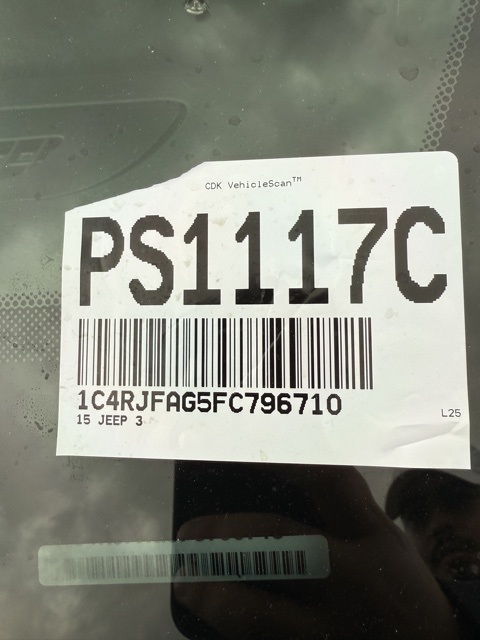 CDK VehicleScan™
PS1117C
1C4RJFAG5FC796710
15 JEEP 3
L25